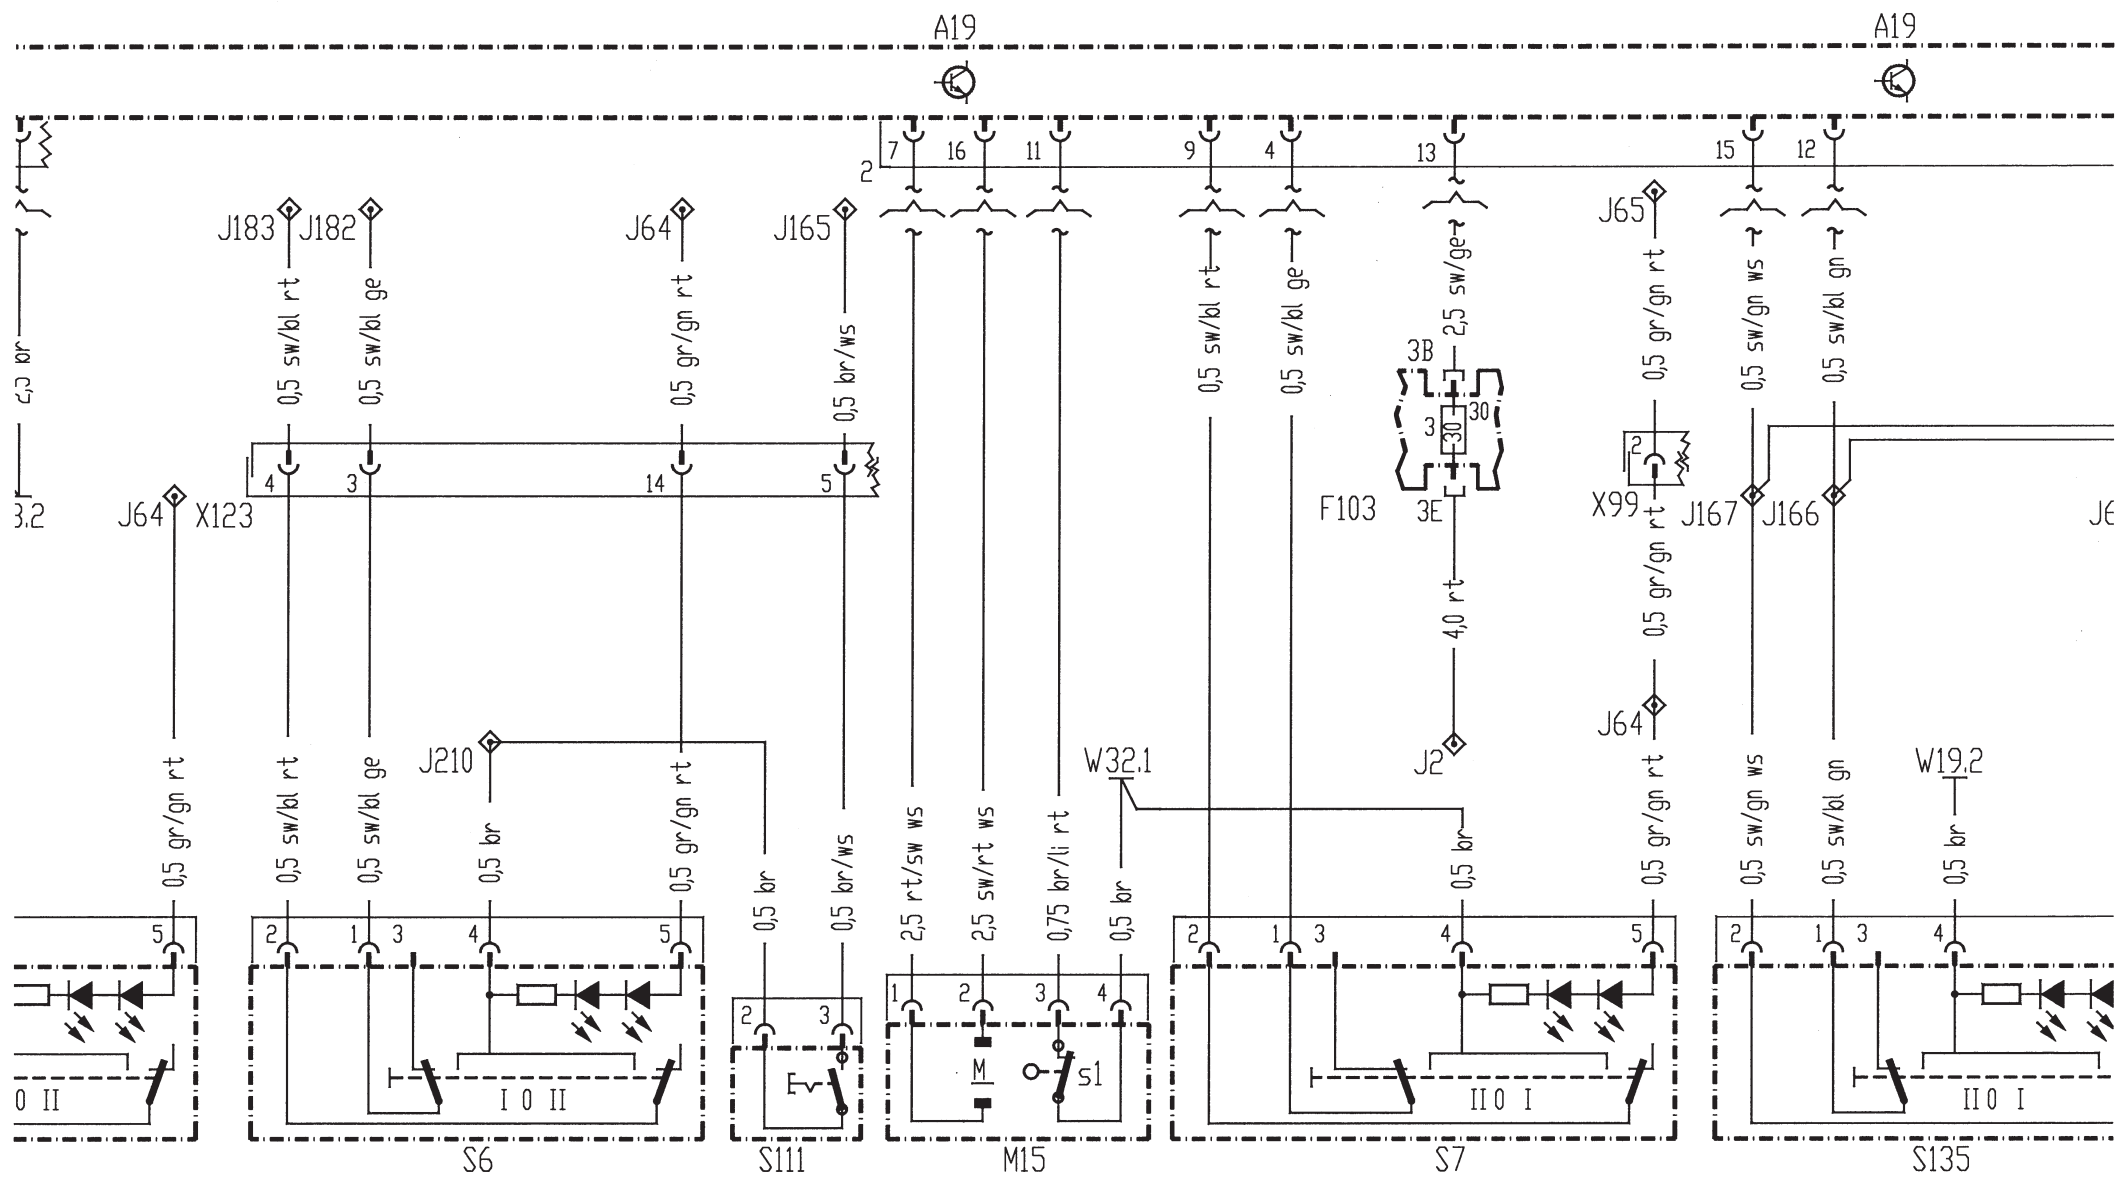 A19 A19
7 16 11 9 4 13 15 12
2
J183 J182 J64 J165 J65
0,5 sw/bl rt
0,5 sw/bl ge
0,5 gr/gn rt
0,5 br/ws
0,5 sw/bl rt
0,5 sw/bl ge
2,5 sw/ge
0,5 gr/gn rt
0,5 sw/gn ws
0,5 sw/bl gn
2,5 br
3B
30
3
30
2
4 3 14 5
3.2 J64 X123 F103 3E X99 J167 J166 J6
4,0 rt
0,5 gr/gn rt
J210 W32.1 J2 J64 W19.2
0,5 gr/gn rt
0,5 sw/bl rt
0,5 sw/bl ge
0,5 br
0,5 gr/gn rt
0,5 br
0,5 br/ws
2,5 rt/sw ws
2,5 sw/rt ws
0,75 br/li rt
0,5 br
0,5 br
0,5 gr/gn rt
0,5 sw/gn ws
0,5 sw/bl gn
0,5 br
5 2 1 3 4 5 2 1 3 4 5 2 1 3 4
2 3 1 2 3 4
M s1
0 II I 0 II II 0 I II 0 I
S6 S111 M15 S7 S135